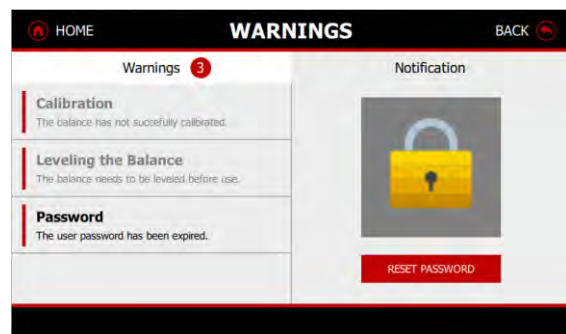 HOME
WARNINGS
BACK
Warnings 3
Notification
Calibration
The balance has not succefully calibrated.
Leveling the Balance
The balance needs to be leveled before use.
Password
The user password has been expired.
RESET PASSWORD